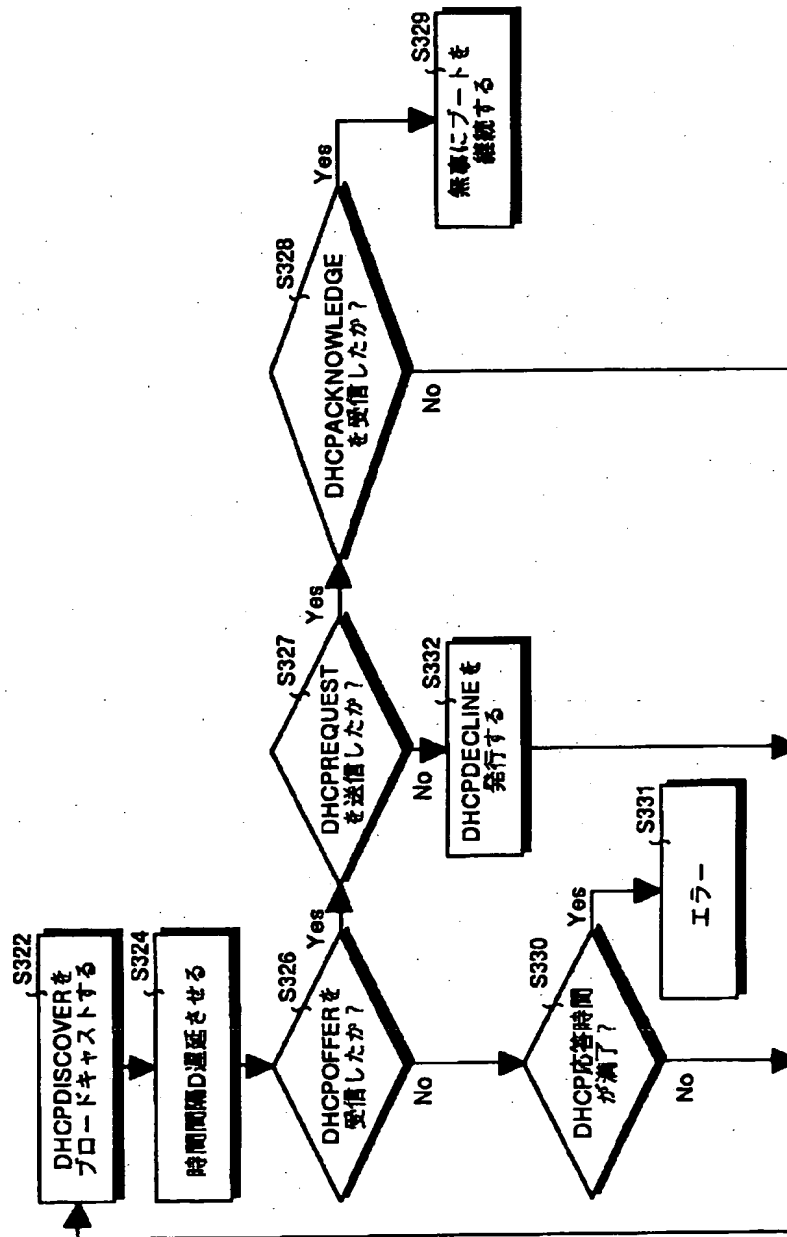 S322
DHCPDISCOVERを
ブロードキャストする
S324
時間間隔D遅延させる
S326
DHCPOFFERを
受信したか?
Yes
No
S327
DHCPREQUEST
を送信したか?
Yes
No
S328
DHCPACKNOWLEDGE
を受信したか?
Yes
No
S329
無事にブートを
継続する
S332
DHCPDECLINEを
発行する
S330
DHCP応答時間
が満了?
Yes
No
S331
エラー